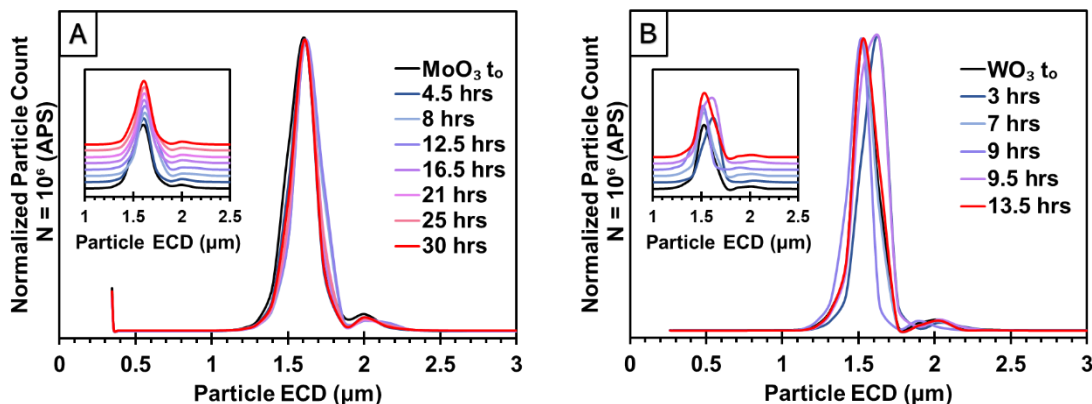 A
Normalized Particle Count
N = 10⁶ (APS)
MoO₃ tₒ
4.5 hrs
8 hrs
12.5 hrs
16.5 hrs
21 hrs
25 hrs
30 hrs
1 1.5 2 2.5
Particle ECD (μm)
0 0.5 1 1.5 2 2.5 3
Particle ECD (μm)
B
Normalized Particle Count
N = 10⁶ (APS)
WO₃ tₒ
3 hrs
7 hrs
9 hrs
9.5 hrs
13.5 hrs
1 1.5 2 2.5
Particle ECD (μm)
0 0.5 1 1.5 2 2.5 3
Particle ECD (μm)